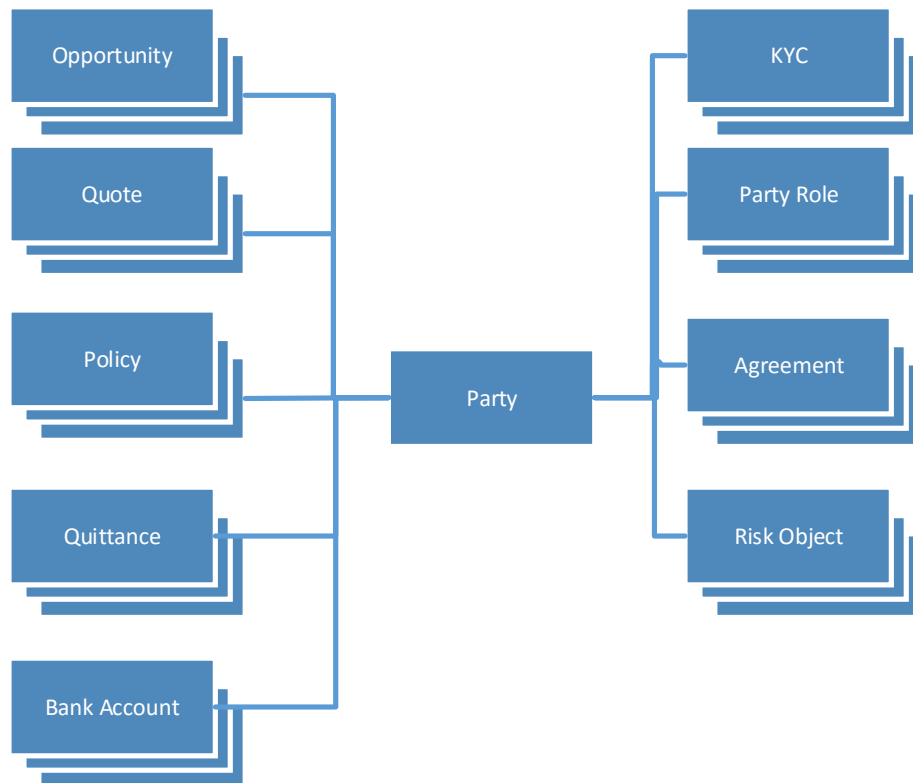 Opportunity
KYC
Quote
Party Role
Policy
Agreement
Party
Quittance
Risk Object
Bank Account